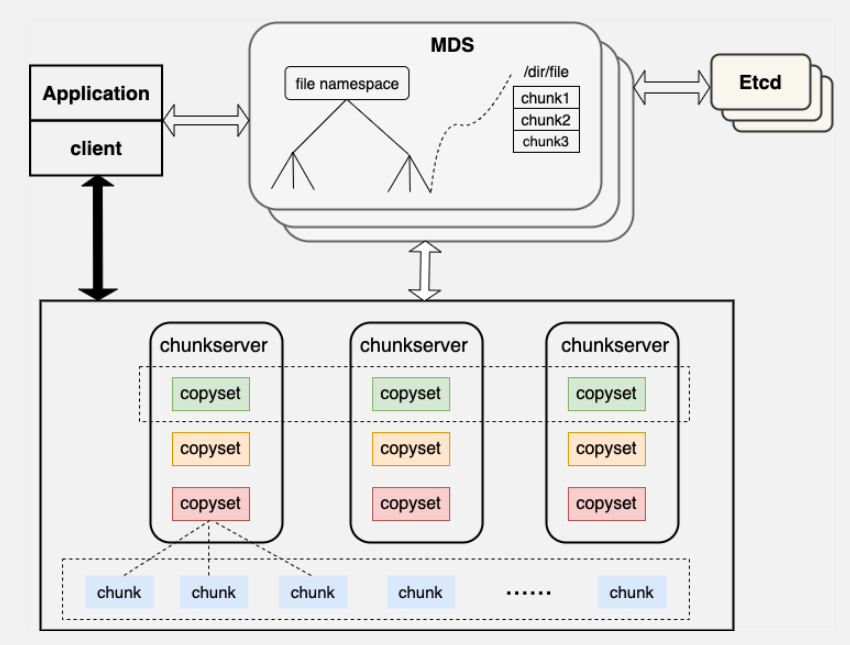 MDS
file namespace
/dir/file
chunk1
chunk2
chunk3
Etcd
Application
client
chunkserver chunkserver chunkserver
copyset copyset copyset
copyset copyset copyset
copyset copyset copyset
chunk chunk chunk chunk ...... chunk